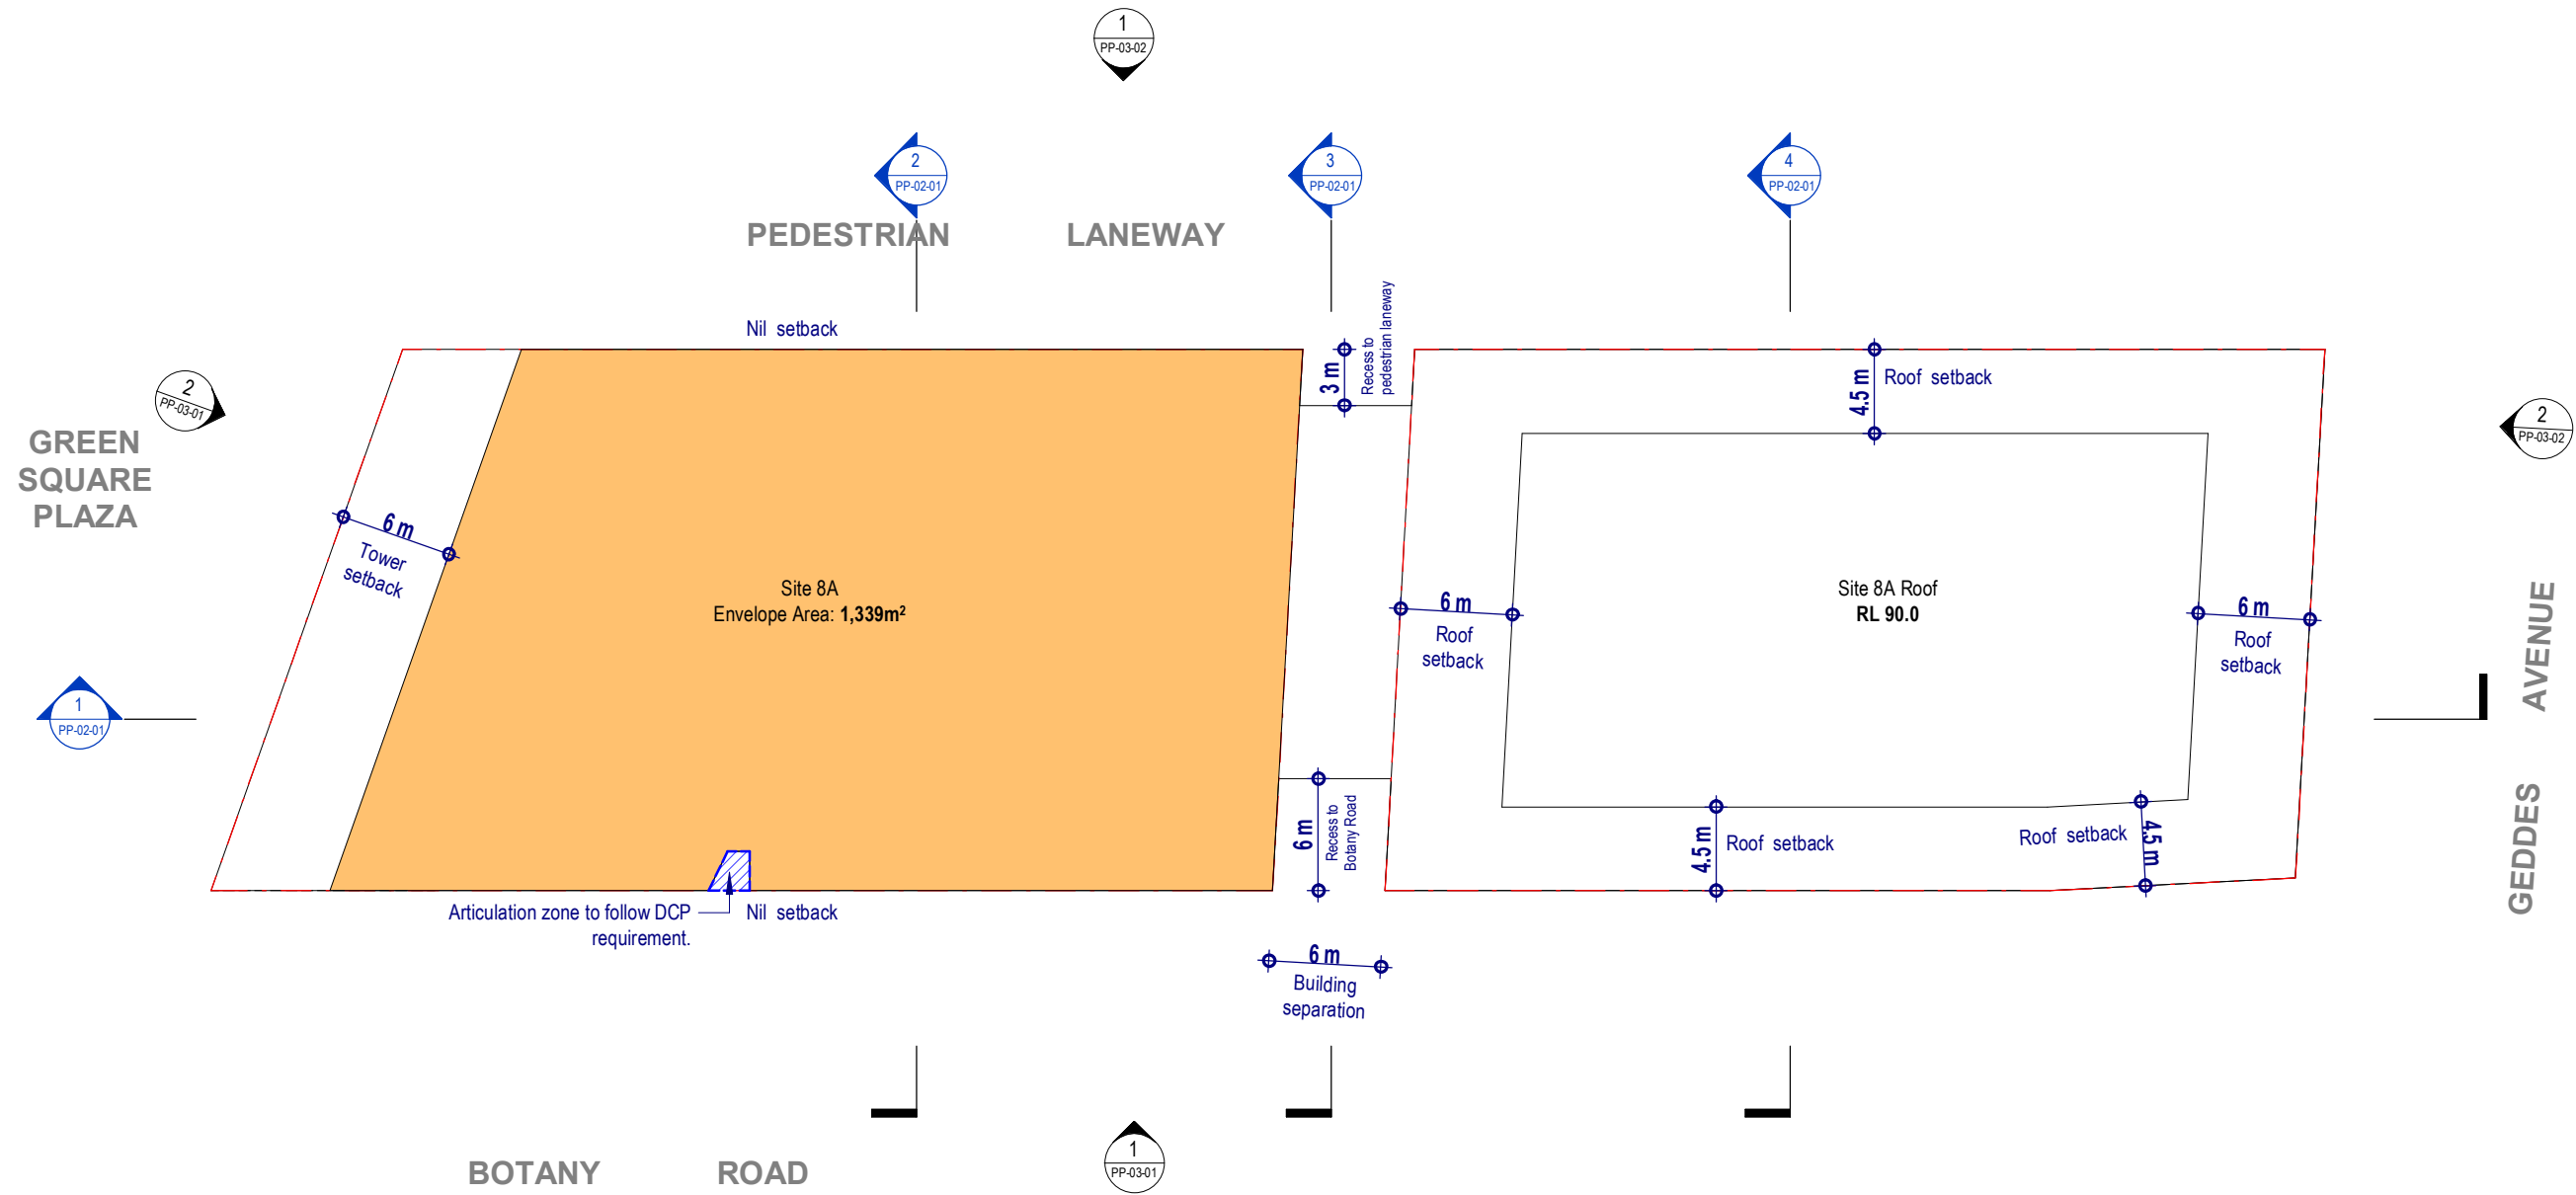 1
PP-03-02
2
PP-02-01
3
PP-02-01
4
PP-02-01
PEDESTRIAN LANEWAY
Nil setback
3 m
Recess to
pedestrian laneway
4.5 m
Roof setback
2
PP-03-01
GREEN
SQUARE
PLAZA
2
PP-03-02
6 m
Tower
setback
Site 8A
Envelope Area: 1,339m²
6 m
Roof
setback
Site 8A Roof
RL 90.0
6 m
Roof
setback
GEDDES AVENUE
1
PP-02-01
6 m
Recess to
Botany Road
4.5 m
Roof setback
Roof setback
4.5 m
Articulation zone to follow DCP
requirement.
Nil setback
6 m
Building
separation
BOTANY ROAD
1
PP-03-01